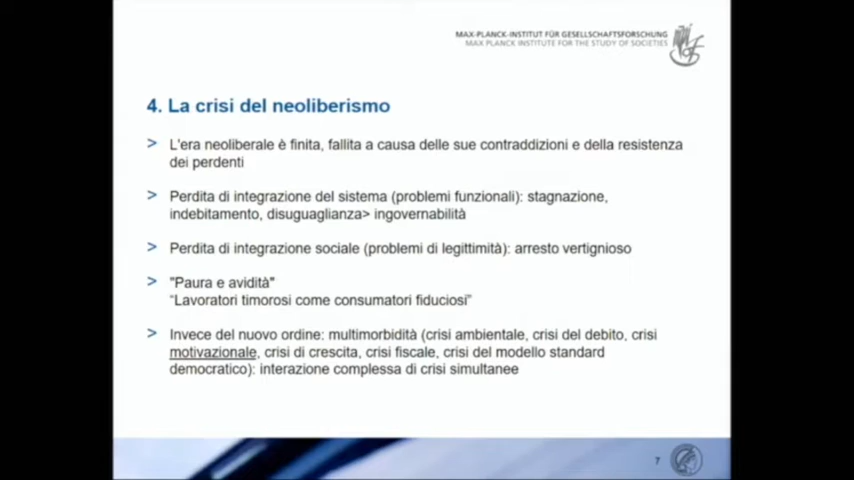 MAX-PLANCK-INSTITUT FÜR GESELLSCHAFTSFORSCHUNG
MAX PLANCK INSTITUTE FOR THE STUDY OF SOCIETIES
4. La crisi del neoliberismo
> L'era neoliberale è finita, fallita a causa delle sue contraddizioni e della resistenza
dei perdenti
> Perdita di integrazione del sistema (problemi funzionali): stagnazione,
indebitamento, disuguaglianza> ingovernabilità
> Perdita di integrazione sociale (problemi di legittimità): arresto vertignioso
> "Paura e avidità"
"Lavoratori timorosi come consumatori fiduciosi"
> Invece del nuovo ordine: multimorbidità (crisi ambientale, crisi del debito, crisi
motivazionale, crisi di crescita, crisi fiscale, crisi del modello standard
democratico): interazione complessa di crisi simultanee
7